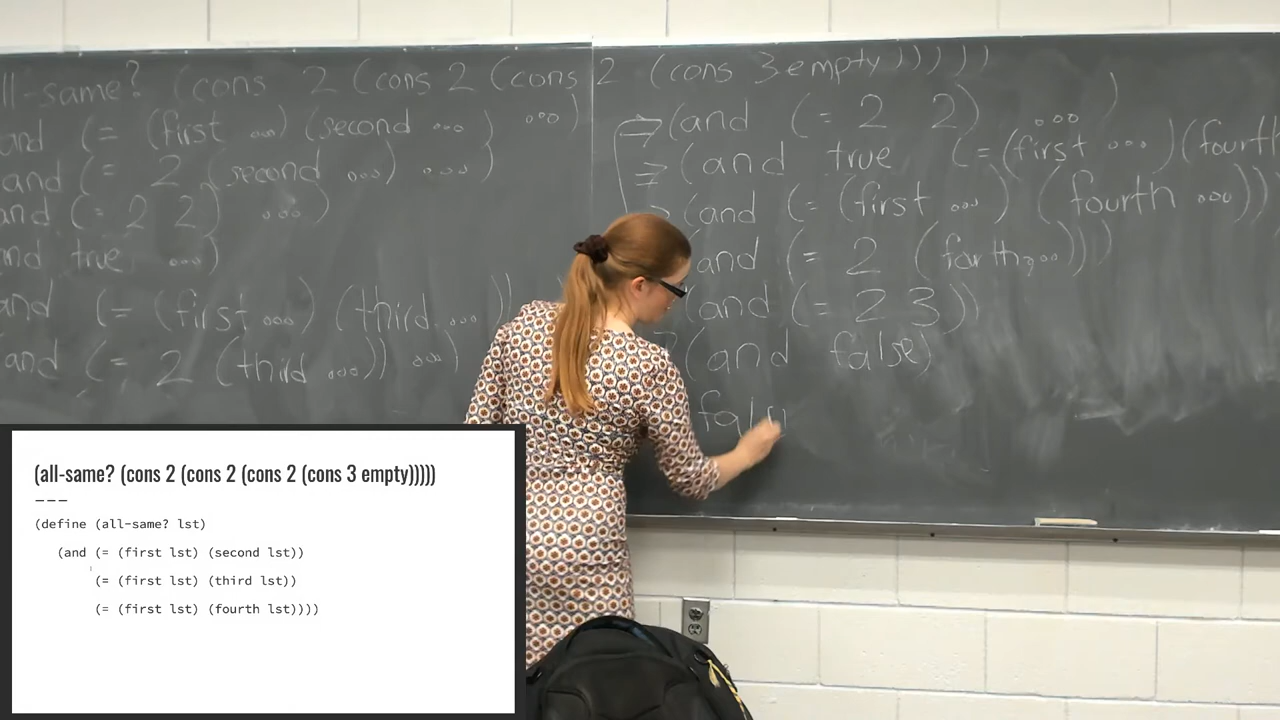 all-same? (cons 2 (cons 2 (cons 2 (cons 3 empty)))))
and (= (first ...) (second ...) ...)
and (= 2 (second ...) ...)
and (= 2 2) ...)
and true ...)
and (= (first ...) (third ...))
and (= 2 (third ...)) ...)
⇒ (and (= 2 2) ...)
⇒ (and true (= (first ...) (fourth
⇒ (and (= (first ...) (fourth ...)))
(and (= 2 (forth ...)))
(and (= 2 3))
(and false)
fals
(all-same? (cons 2 (cons 2 (cons 2 (cons 3 empty)))))
---
(define (all-same? lst)
(and (= (first lst) (second lst))
(= (first lst) (third lst))
(= (first lst) (fourth lst))))